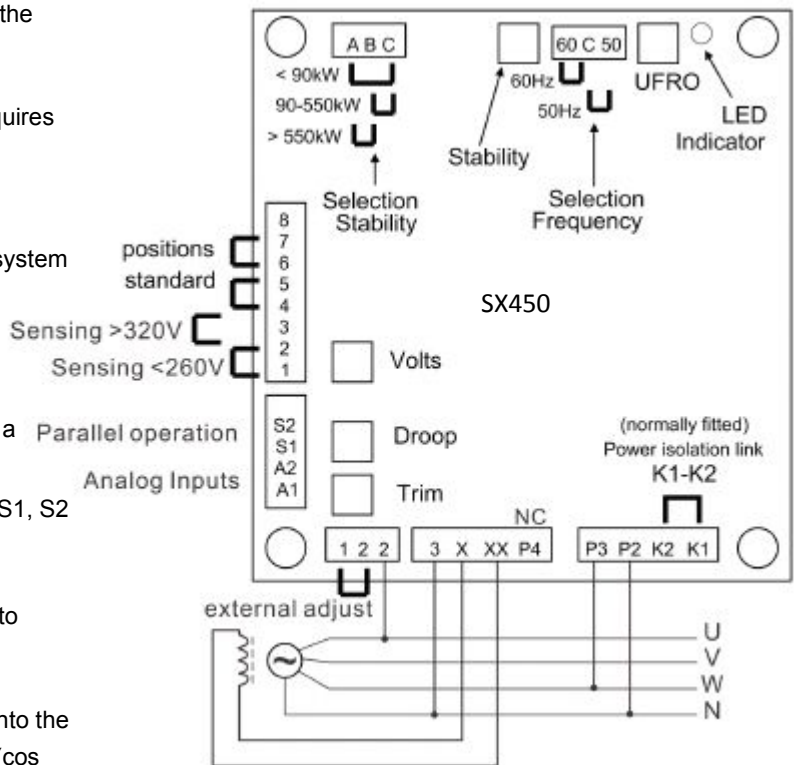 the
quires
system
a
S1, S2
to
nto the
cos
A B C
< 90kW
90-550kW
> 550kW
Selection
Stability
Stability
60 C 50
60Hz
50Hz
Selection
Frequency
UFRO
LED
Indicator
8
7
6
5
4
3
2
1
positions
standard
Sensing >320V
Sensing <260V
SX450
Volts
S2
S1
A2
A1
Parallel operation
Analog Inputs
Droop
Trim
(normally fitted)
Power isolation link
K1-K2
NC
1 2 2
3 X XX P4
P3 P2 K2 K1
external adjust
U
V
W
N